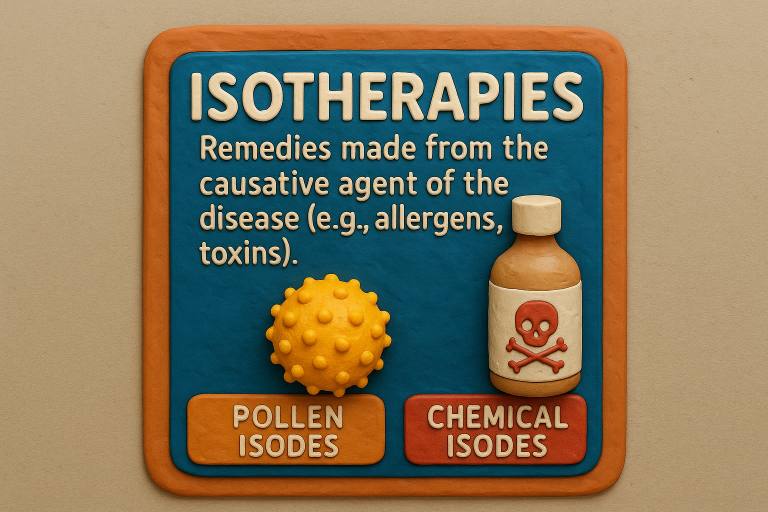 ISOTHERAPIES
Remedies made from the
causative agent of the
disease (e.g., allergens,
toxins).
POLLEN
ISODES
CHEMICAL
ISODES